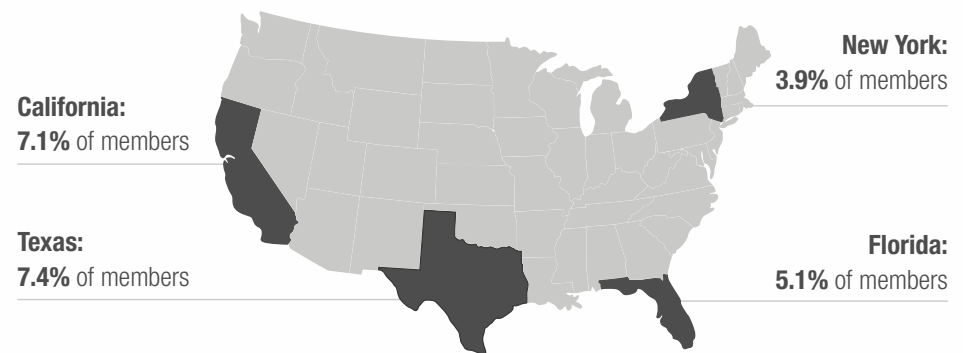 California:
7.1% of members
Texas:
7.4% of members
New York:
3.9% of members
Florida:
5.1% of members